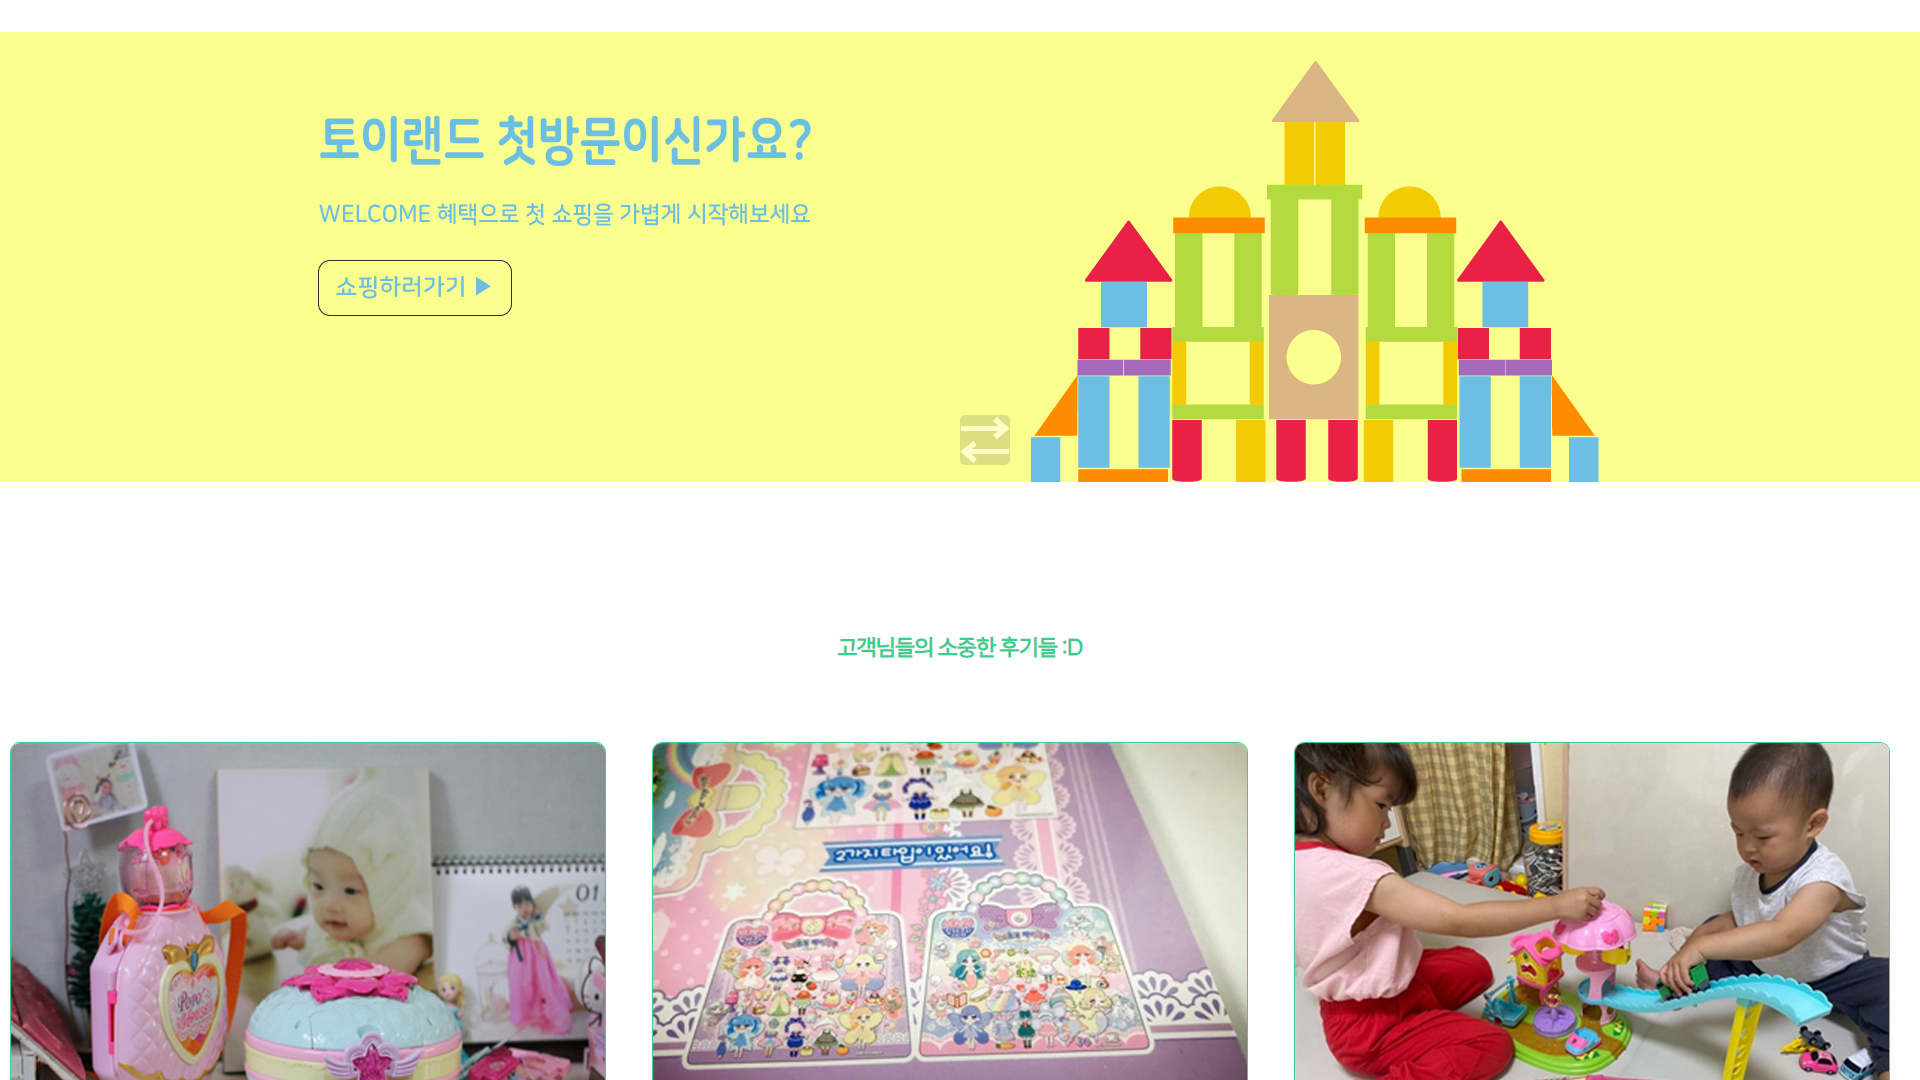 토이랜드 첫방문이신가요?
WELCOME 혜택으로 첫 쇼핑을 가볍게 시작해보세요
쇼핑하러가기 ▶
고객님들의 소중한 후기들 :D
01
2가지 타입이 있어요!